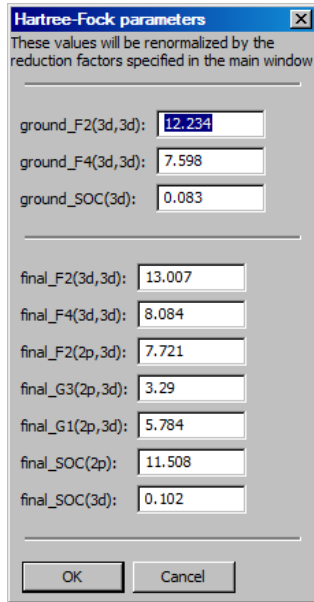 Hartree-Fock parameters
These values will be renormalized by the
reduction factors specified in the main window
ground_F2(3d,3d): 12.234
ground_F4(3d,3d): 7.598
ground_SOC(3d): 0.083
final_F2(3d,3d): 13.007
final_F4(3d,3d): 8.084
final_F2(2p,3d): 7.721
final_G3(2p,3d): 3.29
final_G1(2p,3d): 5.784
final_SOC(2p): 11.508
final_SOC(3d): 0.102
OK Cancel